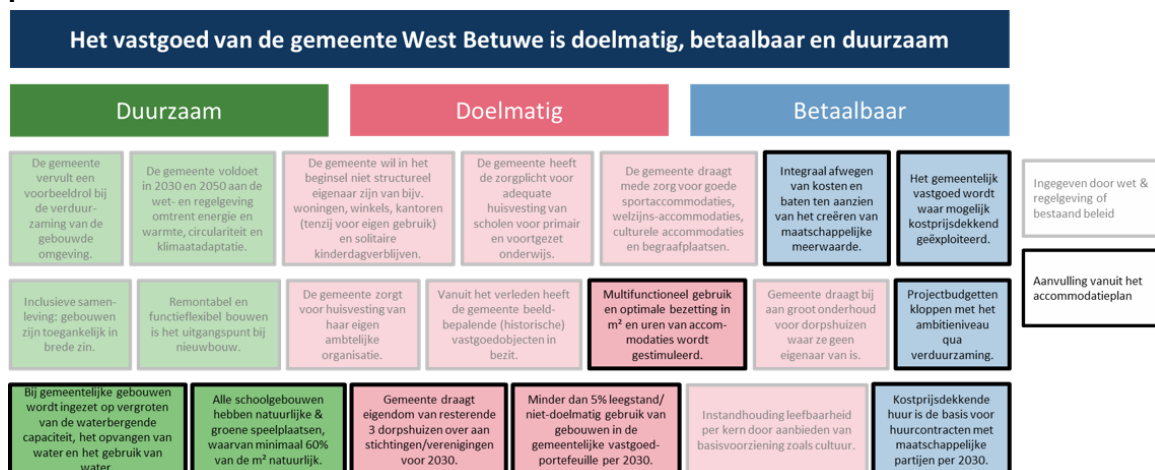 Het vastgoed van de gemeente West Betuwe is doelmatig, betaalbaar en duurzaam
Duurzaam
Doelmatig
Betaalbaar
De gemeente
vervult een
voorbeeldrol bij
de verduur-
zaming van de
gebouwde
omgeving.
De gemeente voldoet
in 2030 en 2050 aan de
wet- en regelgeving
omtrent energie en
warmte, circulariteit en
klimaatadaptatie.
De gemeente wil in het
beginsel niet structureel
eigenaar zijn van bijv.
woningen, winkels, kantoren
(tenzij voor eigen gebruik)
en solitaire
kinderdagverblijven.
De gemeente heeft
de zorgplicht voor
adequate
huisvesting van
scholen voor primair
en voortgezet
onderwijs.
De gemeente draagt
mede zorg voor goede
sportaccommodaties,
welzijns-accommodaties,
culturele accommodaties
en begraafplaatsen.
Integraal afwegen
van kosten en
baten ten aanzien
van het creëren van
maatschappelijke
meerwaarde.
Het gemeentelijk
vastgoed wordt
waar mogelijk
kostprijsdekkend
geëxploiteerd.
Ingegeven door wet &
regelgeving of
bestaand beleid
Inclusieve samen-
leving: gebouwen
zijn toegankelijk in
brede zin.
Remontabel en
functieflexibel bouwen
is het uitgangspunt bij
nieuwbouw.
De gemeente zorgt
voor huisvesting van
haar eigen
ambtelijke
organisatie.
Vanuit het verleden heeft
de gemeente beeld-
bepalende (historische)
vastgoedobjecten in
bezit.
Multifunctioneel gebruik
en optimale bezetting in
m² en uren van accom-
modaties wordt
gestimuleerd.
Gemeente draagt bij
aan groot onderhoud
voor dorpshuizen
waar ze geen
eigenaar van is.
Projectbudgetten
kloppen met het
ambitieniveau
qua
verduurzaming.
Aanvulling vanuit het
accommodatieplan
Bij gemeentelijke gebouwen
wordt ingezet op vergroten
van de waterbergende
capaciteit, het opvangen van
water en het gebruik van
water.
Alle schoolgebouwen
hebben natuurlijke &
groene speelplaatsen,
waarvan minimaal 60%
van de m² natuurlijk.
Gemeente draagt
eigendom van resterende
3 dorpshuizen over aan
stichtingen/verenigingen
voor 2030.
Minder dan 5% leegstand/
niet-doelmatig gebruik van
gebouwen in de
gemeentelijke vastgoed-
portefeuille per 2030.
Instandhouding leefbaarheid
per kern door aanbieden van
basisvoorziening zoals cultuur.
Kostprijsdekkende
huur is de basis voor
huurcontracten met
maatschappelijke
partijen per 2030.